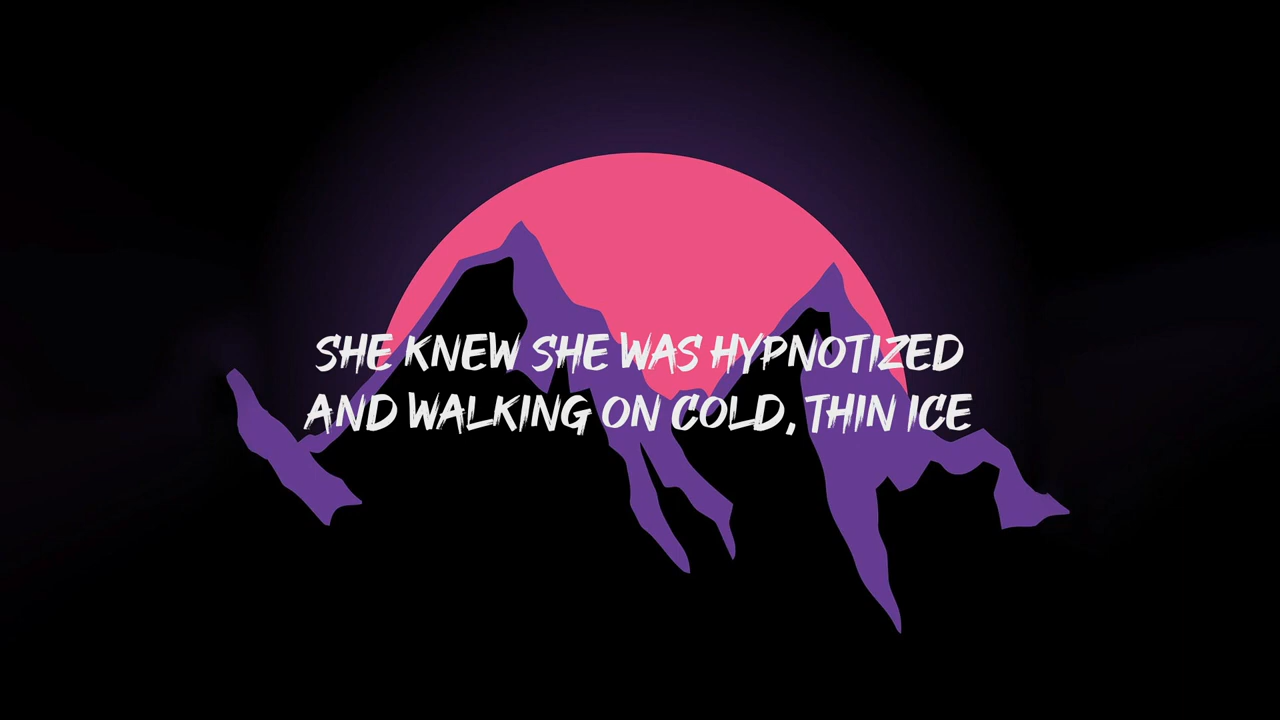 SHE KNEW SHE WAS HYPNOTIZED
AND WALKING ON COLD, THIN ICE